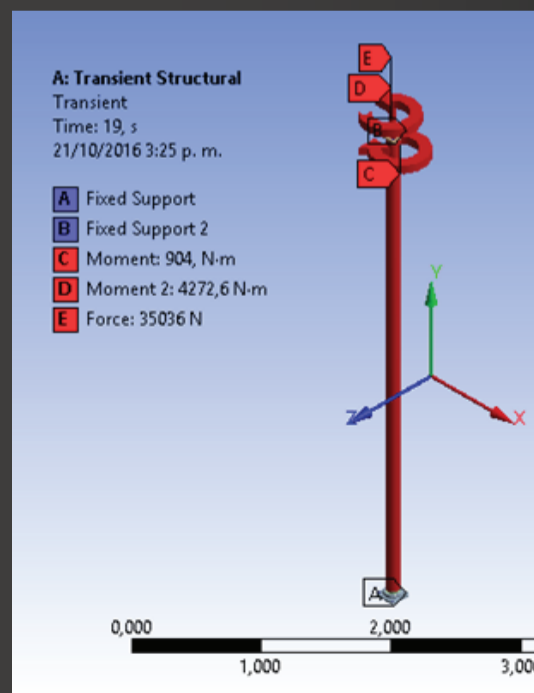 A: Transient Structural
Transient
Time: 19, s
21/10/2016 3:25 p. m.
A Fixed Support
B Fixed Support 2
C Moment: 904, N·m
D Moment 2: 4272,6 N·m
E Force: 35036 N
E
D
B
C
Y
Z
X
A
0,000
2,000
1,000